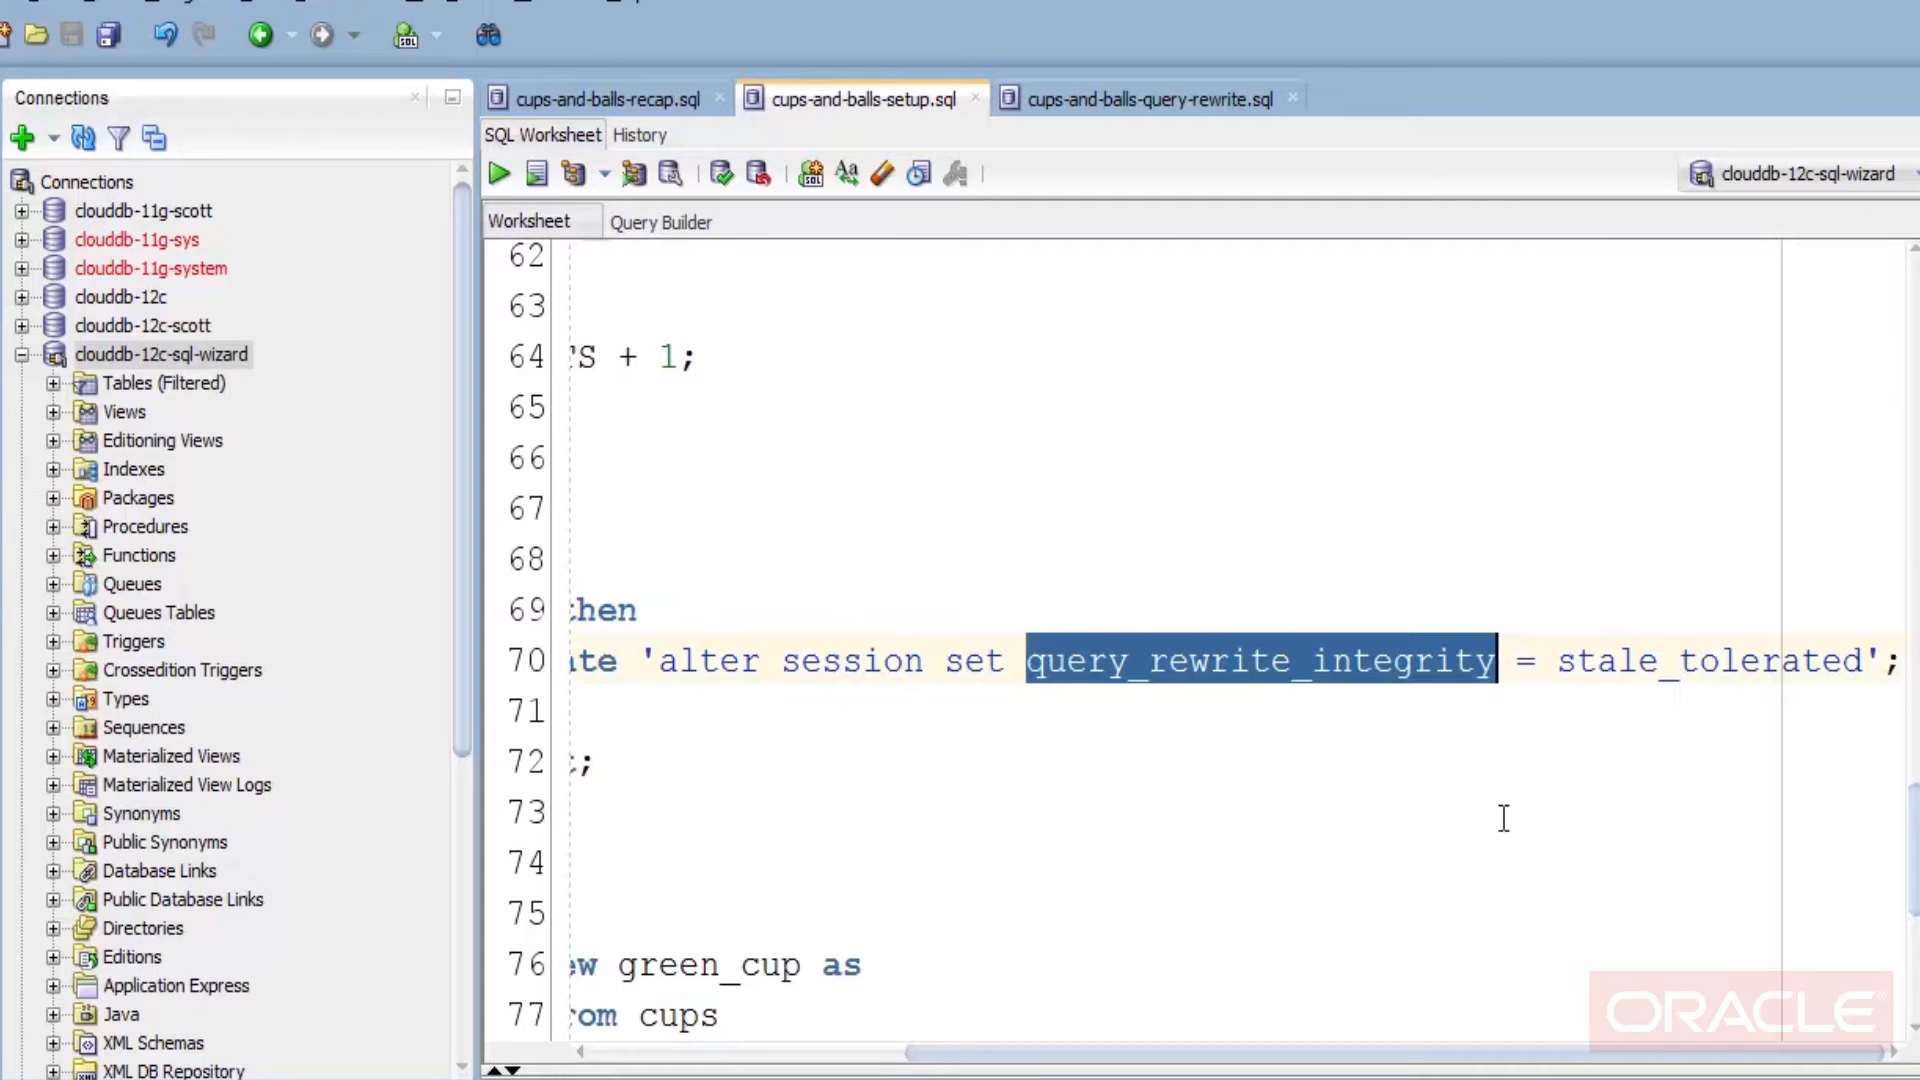 Connections
cups-and-balls-recap.sql
cups-and-balls-setup.sql
cups-and-balls-query-rewrite.sql
SQL Worksheet
History
clouddb-12c-sql-wizard
Worksheet
Query Builder
Connections
clouddb-11g-scott
clouddb-11g-sys
clouddb-11g-system
clouddb-12c
clouddb-12c-scott
clouddb-12c-sql-wizard
Tables (Filtered)
Views
Editioning Views
Indexes
Packages
Procedures
Functions
Queues
Queues Tables
Triggers
Crossedition Triggers
Types
Sequences
Materialized Views
Materialized View Logs
Synonyms
Public Synonyms
Database Links
Public Database Links
Directories
Editions
Application Express
Java
XML Schemas
XML DB Repository
62
63
64 S + 1;
65
66
67
68
69 hen
70 te 'alter session set query_rewrite_integrity = stale_tolerated';
71
72 ;
73
74
75
76 w green_cup as
77 om cups
ORACLE